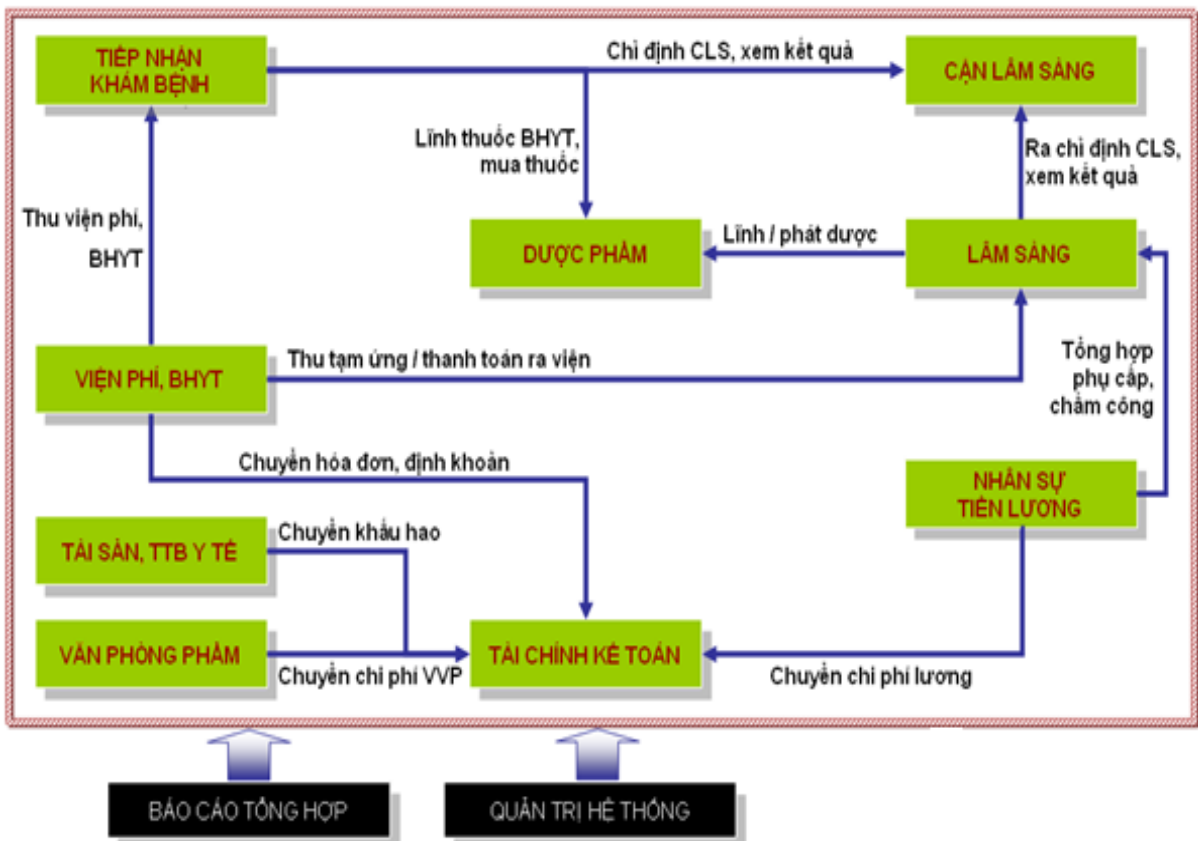 TIẾP NHẬN
KHÁM BỆNH
Chỉ định CLS, xem kết quả
CẬN LÂM SÀNG
Lĩnh thuốc BHYT,
mua thuốc
Ra chỉ định CLS,
xem kết quả
Thu viện phí,
BHYT
DƯỢC PHẨM
Lĩnh / phát dược
LÂM SÀNG
VIỆN PHÍ, BHYT
Thu tạm ứng / thanh toán ra viện
Tổng hợp
phụ cấp,
chấm công
Chuyển hóa đơn, định khoản
NHÂN SỰ
TIỀN LƯƠNG
TÀI SẢN, TTB Y TẾ
Chuyển khấu hao
VĂN PHÒNG PHẨM
Chuyển chi phí VVP
TÀI CHÍNH KẾ TOÁN
Chuyển chi phí lương
BÁO CÁO TỔNG HỢP
QUẢN TRỊ HỆ THỐNG